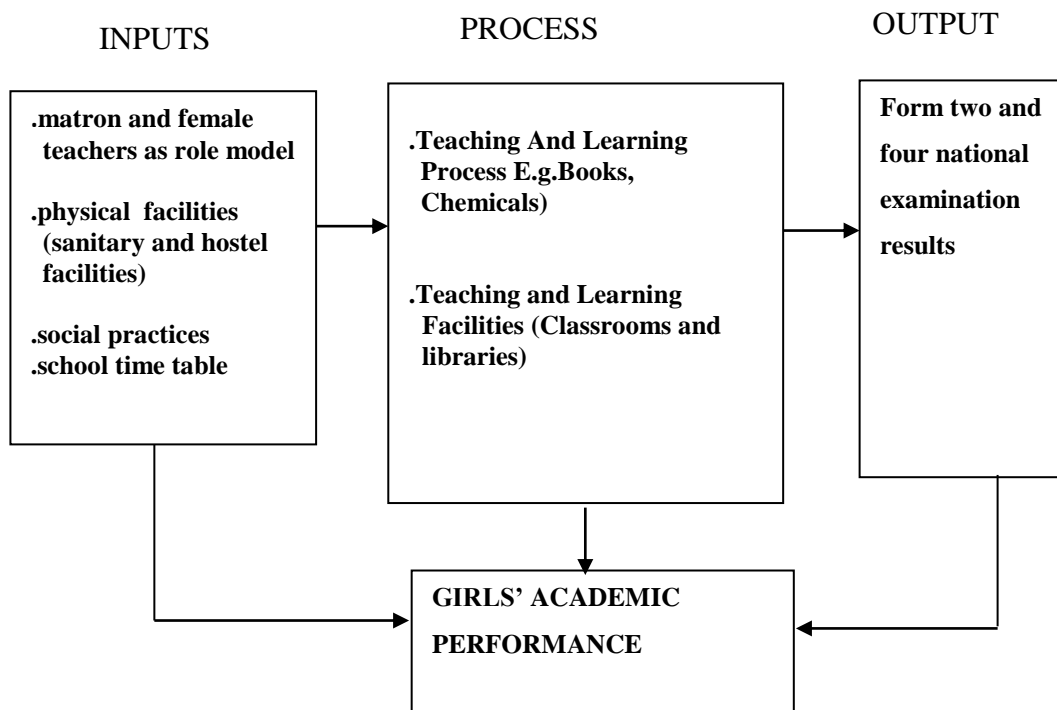 INPUTS
PROCESS
OUTPUT
.matron and female
teachers as role model
.physical facilities
(sanitary and hostel
facilities)
.social practices
.school time table
.Teaching And Learning
Process E.g.Books,
Chemicals)
.Teaching and Learning
Facilities (Classrooms and
libraries)
Form two and
four national
examination
results
GIRLS’ ACADEMIC
PERFORMANCE